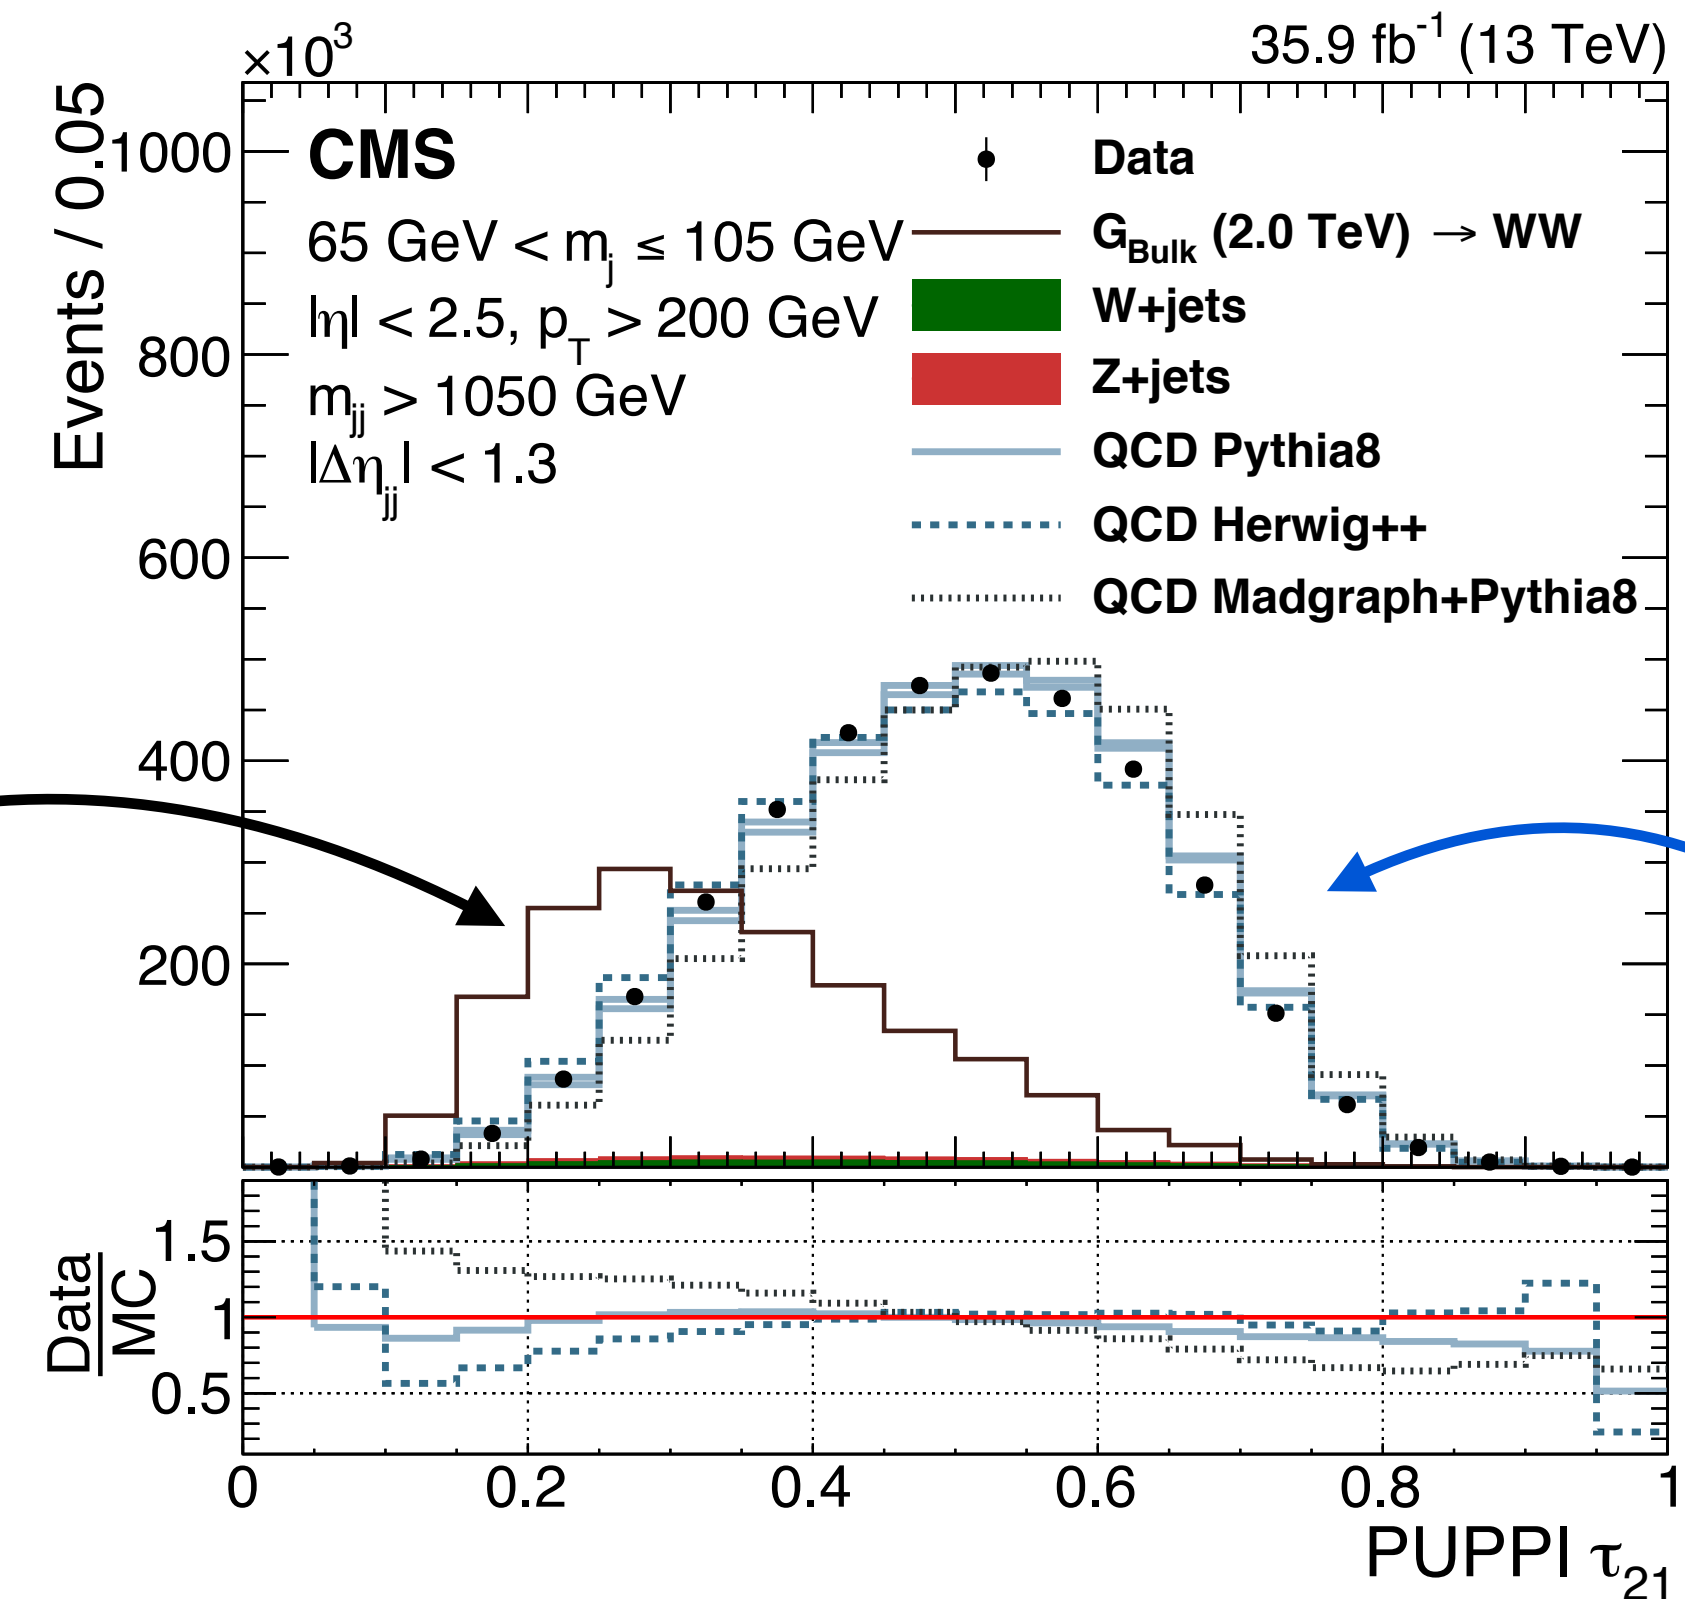 ×10³
35.9 fb⁻¹ (13 TeV)
Events / 0.05
1000
800
600
400
200
CMS
65 GeV < m_j ≤ 105 GeV
|η| < 2.5, p_T > 200 GeV
m_jj > 1050 GeV
|Δη_jj| < 1.3
Data
G_Bulk (2.0 TeV) → WW
W+jets
Z+jets
QCD Pythia8
QCD Herwig++
QCD Madgraph+Pythia8
Data
MC
1.5
1
0.5
0 0.2 0.4 0.6 0.8 1
PUPPI τ₂₁